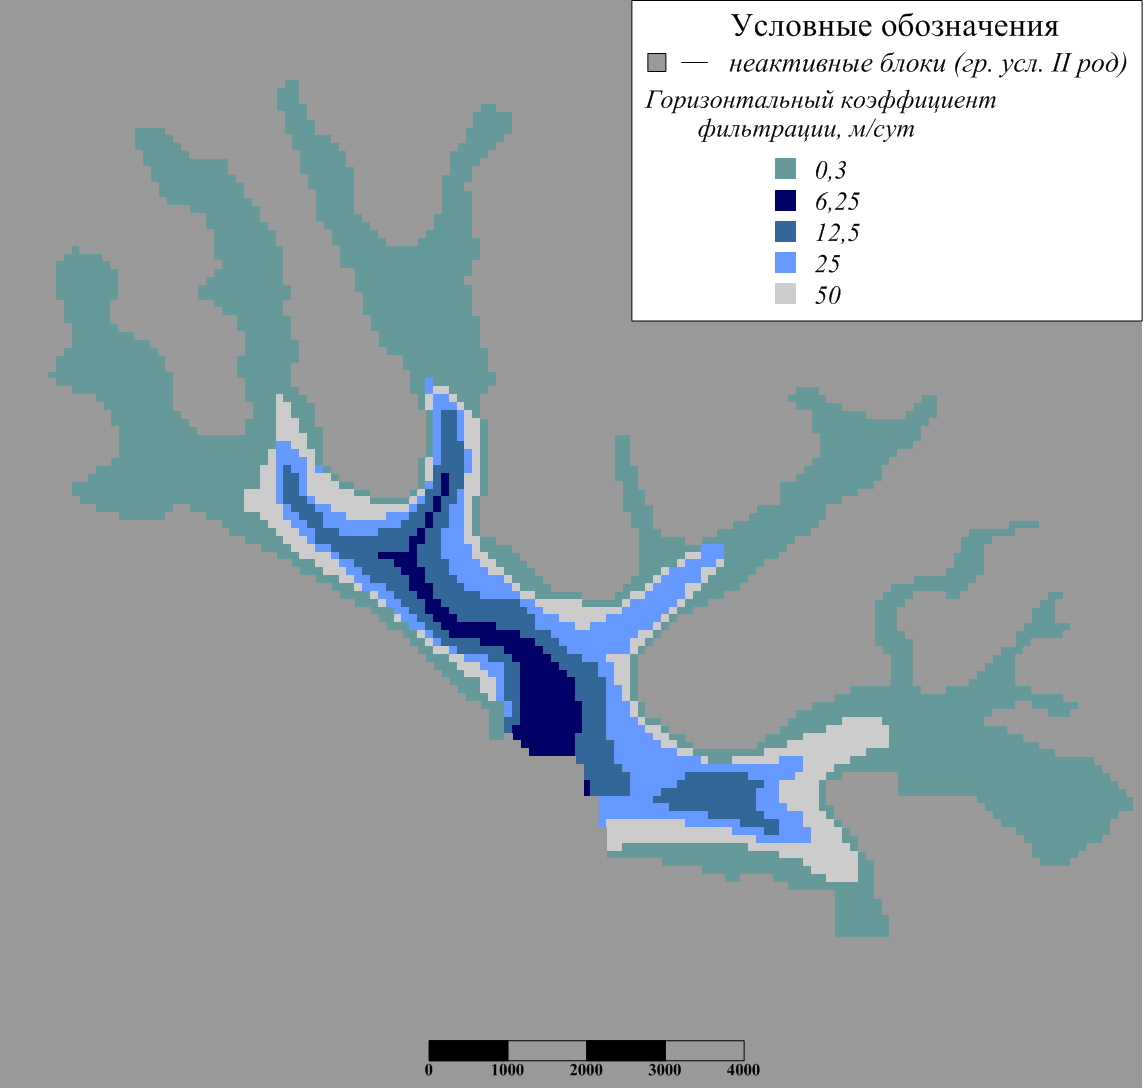 Условные обозначения
— неактивные блоки (гр. усл. II род)
Горизонтальный коэффициент
фильтрации, м/сут
0,3
6,25
12,5
25
50
0 1000 2000 3000 4000